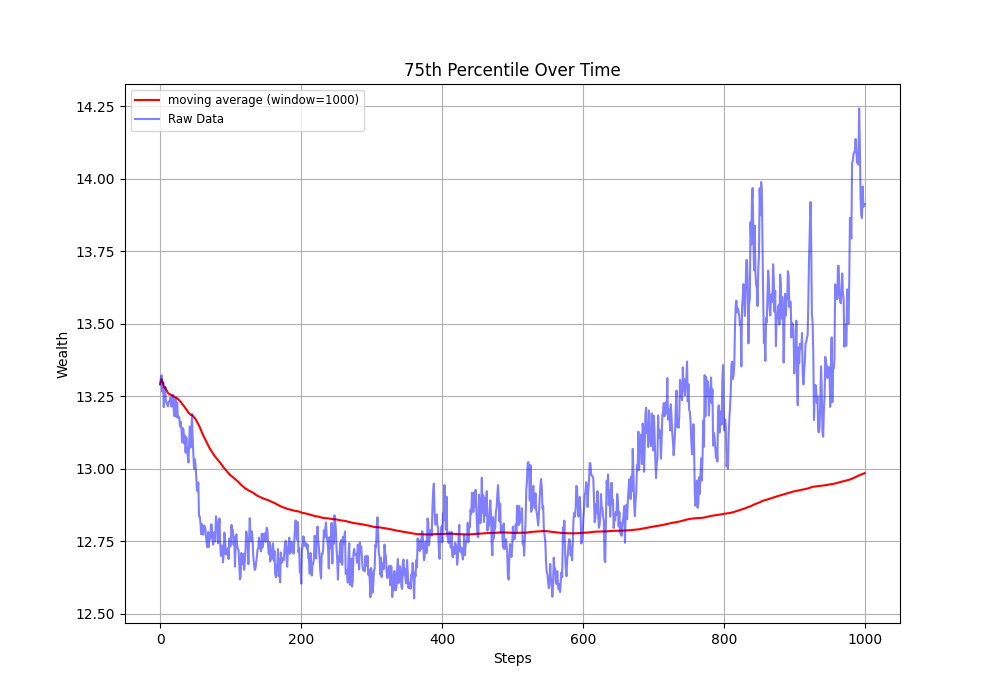 75th Percentile Over Time
moving average (window=1000)
Raw Data
Wealth
14.25
14.00
13.75
13.50
13.25
13.00
12.75
12.50
0 200 400 600 800 1000
Steps